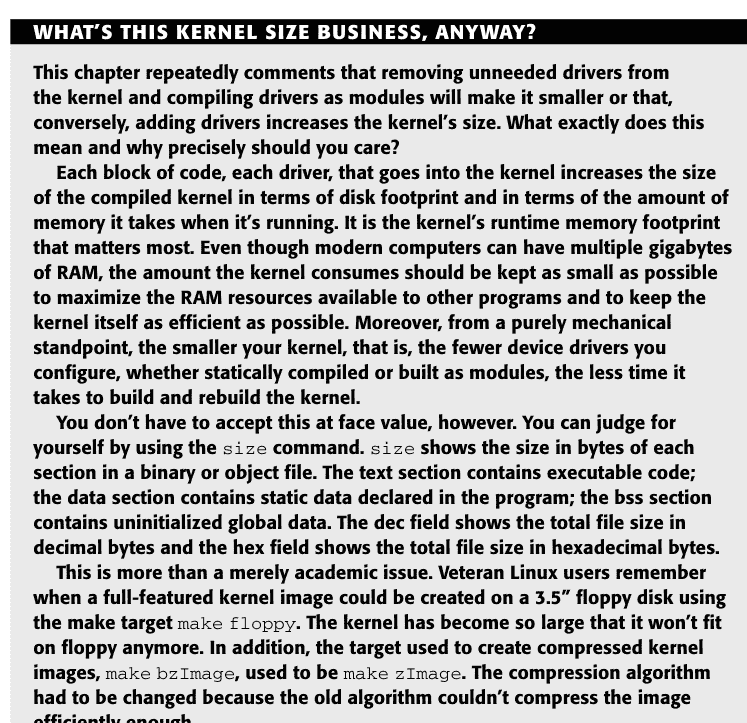 WHAT'S THIS KERNEL SIZE BUSINESS, ANYWAY?
This chapter repeatedly comments that removing unneeded drivers from
the kernel and compiling drivers as modules will make it smaller or that,
conversely, adding drivers increases the kernel's size. What exactly does this
mean and why precisely should you care?
Each block of code, each driver, that goes into the kernel increases the size
of the compiled kernel in terms of disk footprint and in terms of the amount of
memory it takes when it's running. It is the kernel's runtime memory footprint
that matters most. Even though modern computers can have multiple gigabytes
of RAM, the amount the kernel consumes should be kept as small as possible
to maximize the RAM resources available to other programs and to keep the
kernel itself as efficient as possible. Moreover, from a purely mechanical
standpoint, the smaller your kernel, that is, the fewer device drivers you
configure, whether statically compiled or built as modules, the less time it
takes to build and rebuild the kernel.
You don't have to accept this at face value, however. You can judge for
yourself by using the size command. size shows the size in bytes of each
section in a binary or object file. The text section contains executable code;
the data section contains static data declared in the program; the bss section
contains uninitialized global data. The dec field shows the total file size in
decimal bytes and the hex field shows the total file size in hexadecimal bytes.
This is more than a merely academic issue. Veteran Linux users remember
when a full-featured kernel image could be created on a 3.5" floppy disk using
the make target make floppy. The kernel has become so large that it won't fit
on floppy anymore. In addition, the target used to create compressed kernel
images, make bzImage, used to be make zImage. The compression algorithm
had to be changed because the old algorithm couldn't compress the image
efficiently enough.